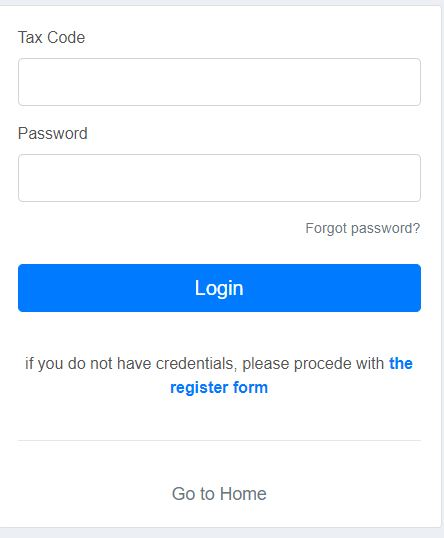 Tax Code
Password
Forgot password?
Login
if you do not have credentials, please procede with the
register form
Go to Home